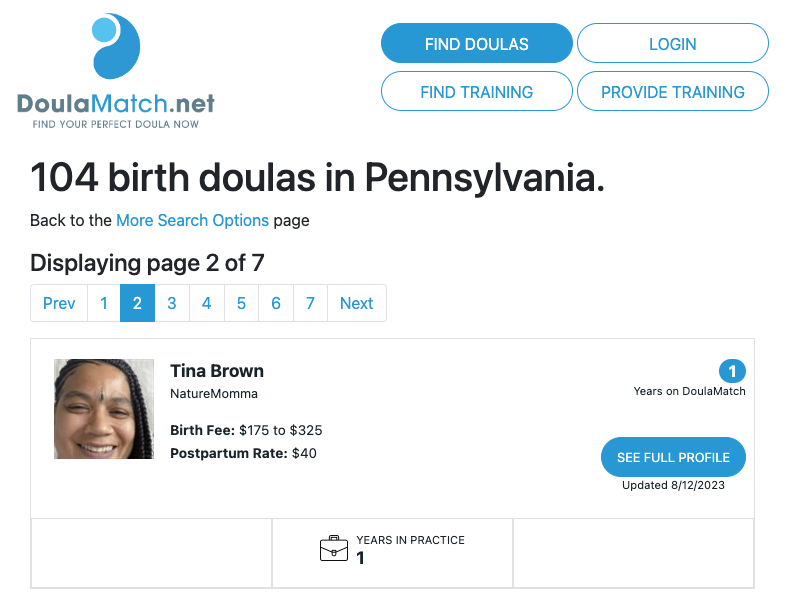 DoulaMatch.net
FIND YOUR PERFECT DOULA NOW
FIND DOULAS
LOGIN
FIND TRAINING
PROVIDE TRAINING
104 birth doulas in Pennsylvania.
Back to the More Search Options page
Displaying page 2 of 7
Prev 1 2 3 4 5 6 7 Next
Tina Brown
NatureMomma
Birth Fee: $175 to $325
Postpartum Rate: $40
1
Years on DoulaMatch
SEE FULL PROFILE
Updated 8/12/2023
YEARS IN PRACTICE
1